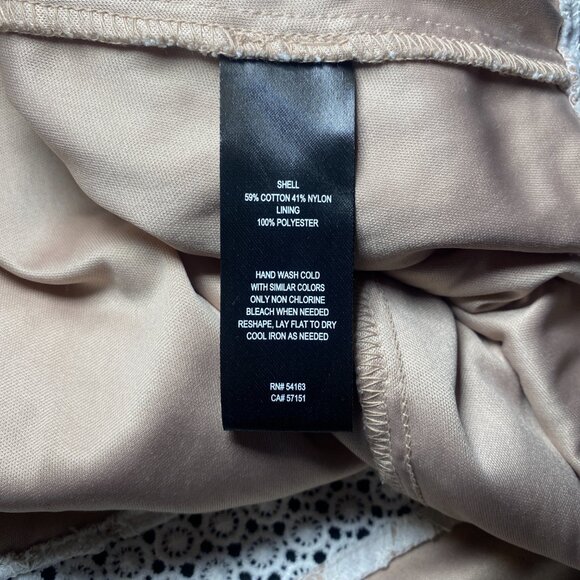 SHELL
59% COTTON 41% NYLON
LINING
100% POLYESTER
HAND WASH COLD
WITH SIMILAR COLORS
ONLY NON CHLORINE
BLEACH WHEN NEEDED
RESHAPE, LAY FLAT TO DRY
COOL IRON AS NEEDED
RN# 54163
CA# 57151